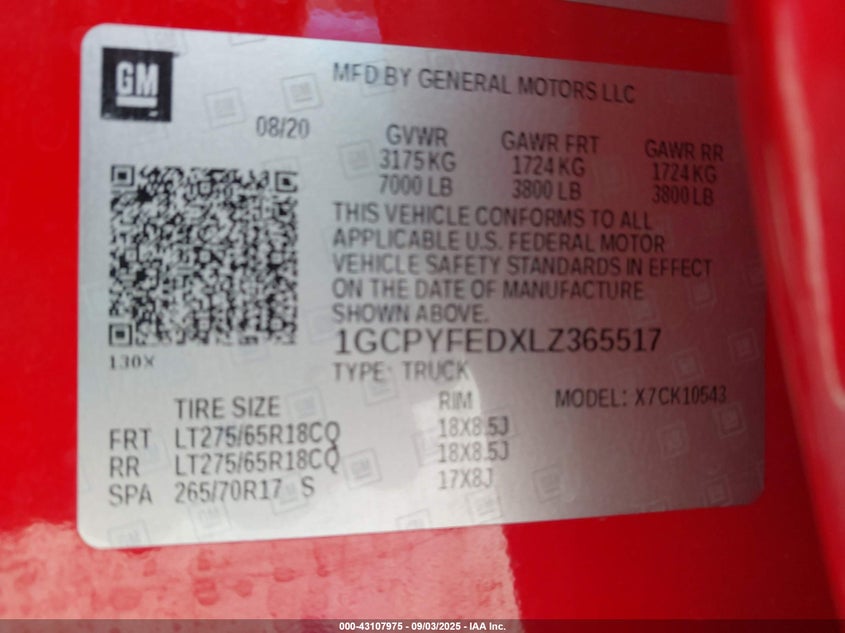 GM
MFD BY GENERAL MOTORS LLC
08/20
GVWR GAWR FRT GAWR RR
3175 KG 1724 KG 1724 KG
7000 LB 3800 LB 3800 LB
THIS VEHICLE CONFORMS TO ALL
APPLICABLE U.S. FEDERAL MOTOR
VEHICLE SAFETY STANDARDS IN EFFECT
ON THE DATE OF MANUFACTURE
SHOWN ABOVE.
1GCPYFEDXLZ365517
130X
TYPE: TRUCK
MODEL: X7CK10543
TIRE SIZE RIM
FRT LT275/65R18CQ 18X8.5J
RR LT275/65R18CQ 18X8.5J
SPA 265/70R17 S 17X8J
000-43107975 - 09/03/2025 - IAA Inc.